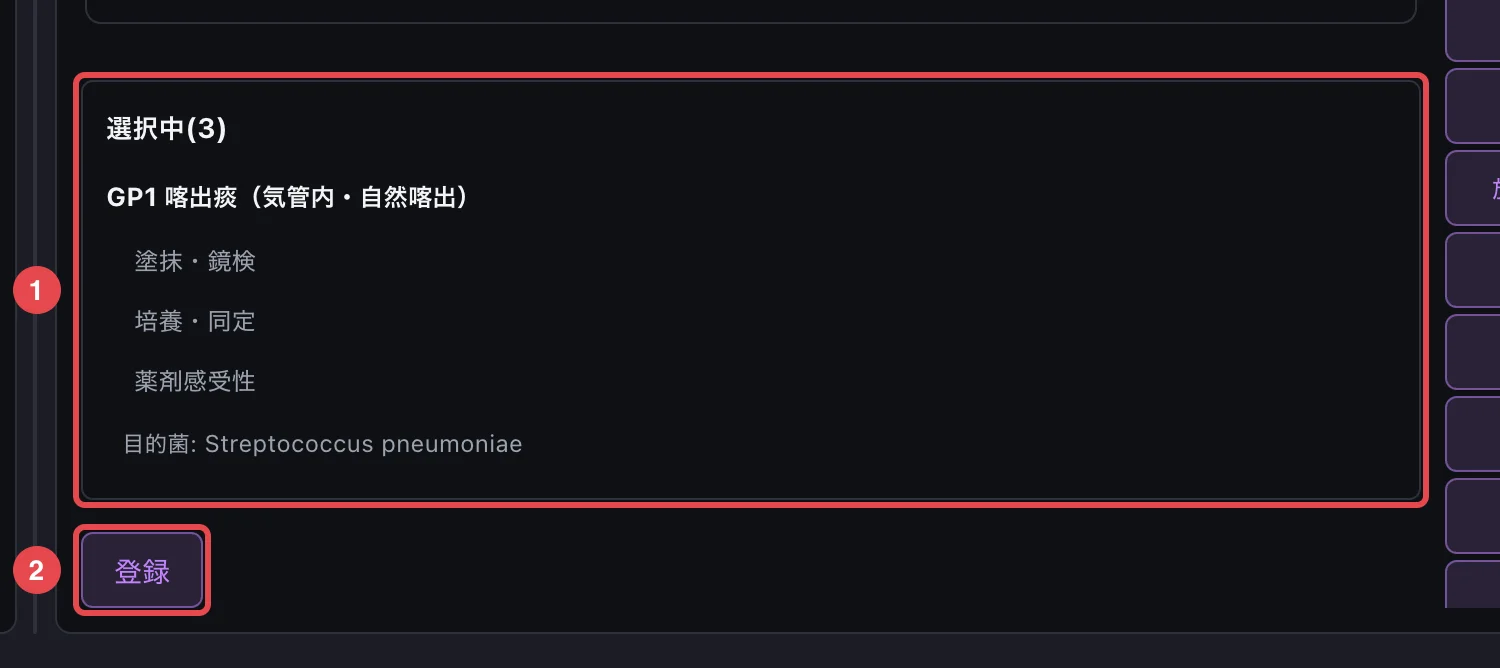 選択中(3)
GP1 喀出痰（気管内・自然喀出）
塗抹・鏡検
1
培養・同定
薬剤感受性
目的菌: Streptococcus pneumoniae
2
登録